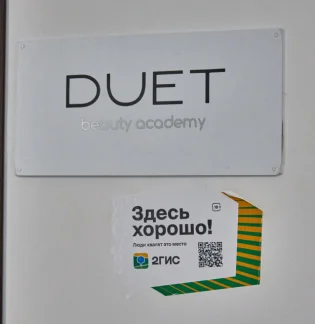 DUET
beauty academy
Здесь
хорошо!
Люди хвалят это место
2ГИС